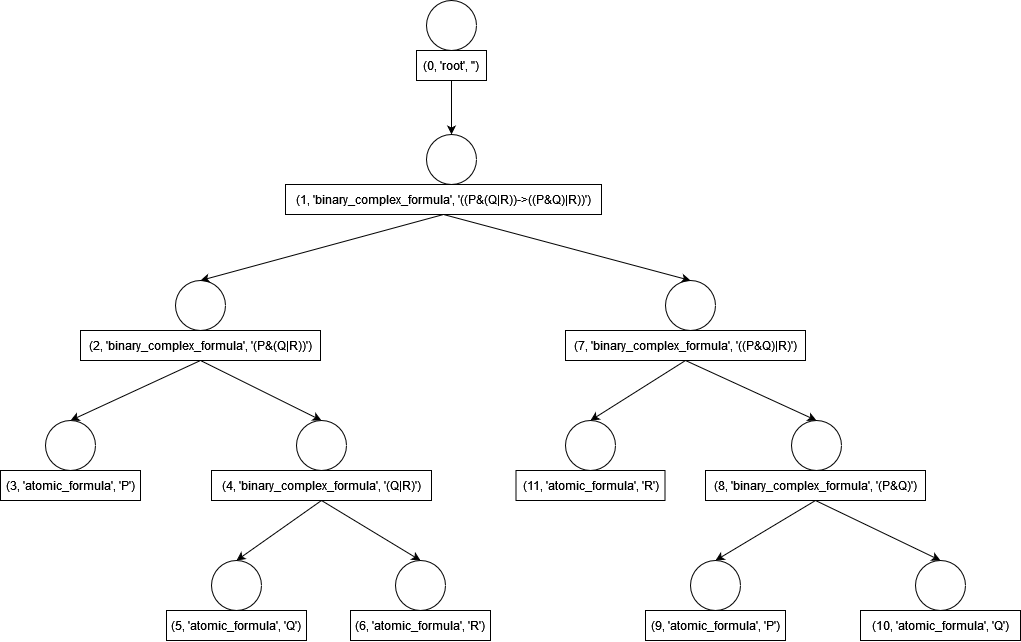 (0, 'root', '')
(1, 'binary_complex_formula', '((P&(Q|R))->((P&Q)|R))')
(2, 'binary_complex_formula', '(P&(Q|R))')
(7, 'binary_complex_formula', '((P&Q)|R)')
(3, 'atomic_formula', 'P')
(4, 'binary_complex_formula', '(Q|R)')
(11, 'atomic_formula', 'R')
(8, 'binary_complex_formula', '(P&Q)')
(5, 'atomic_formula', 'Q')
(6, 'atomic_formula', 'R')
(9, 'atomic_formula', 'P')
(10, 'atomic_formula', 'Q')